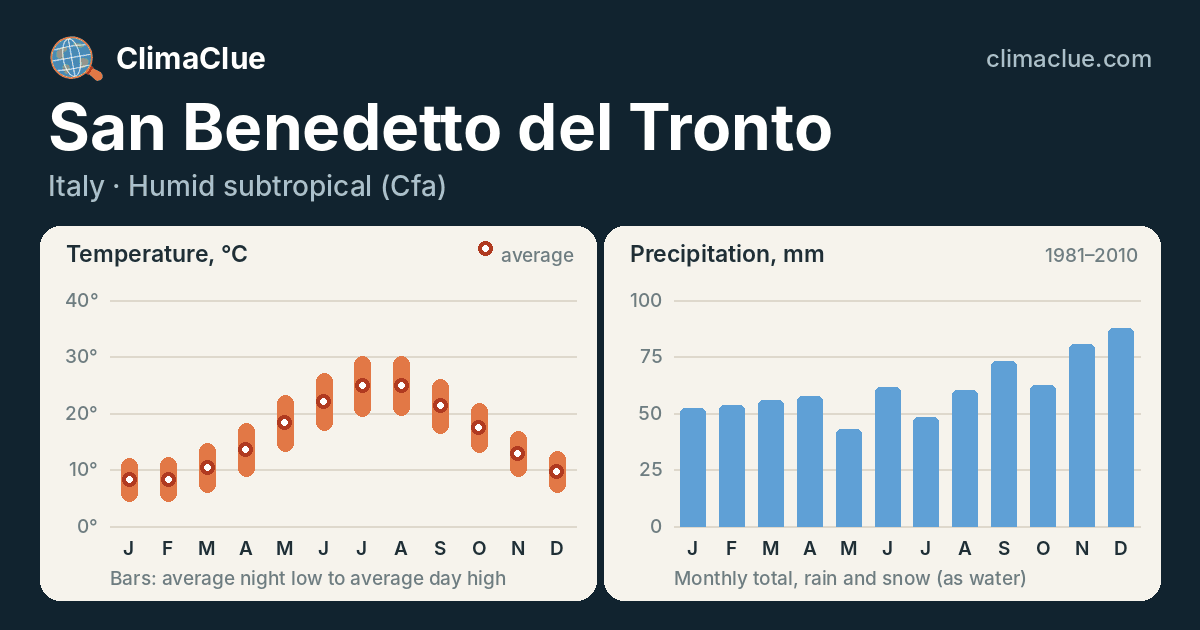 ClimaClue
climaclue.com
San Benedetto del Tronto
Italy · Humid subtropical (Cfa)
Temperature, °C
average
40°
30°
20°
10°
0°
J F M A M J J A S O N D
Bars: average night low to average day high
Precipitation, mm
1981–2010
100
75
50
25
0
J F M A M J J A S O N D
Monthly total, rain and snow (as water)